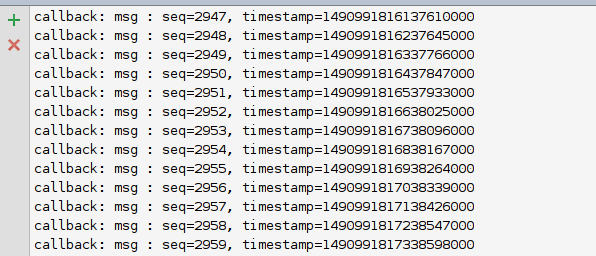 callback: msg : seq=2947, timestamp=1490991816137610000
callback: msg : seq=2948, timestamp=1490991816237645000
callback: msg : seq=2949, timestamp=1490991816337766000
callback: msg : seq=2950, timestamp=1490991816437847000
callback: msg : seq=2951, timestamp=1490991816537933000
callback: msg : seq=2952, timestamp=1490991816638025000
callback: msg : seq=2953, timestamp=1490991816738096000
callback: msg : seq=2954, timestamp=1490991816838167000
callback: msg : seq=2955, timestamp=1490991816938264000
callback: msg : seq=2956, timestamp=1490991817038339000
callback: msg : seq=2957, timestamp=1490991817138426000
callback: msg : seq=2958, timestamp=1490991817238547000
callback: msg : seq=2959, timestamp=1490991817338598000